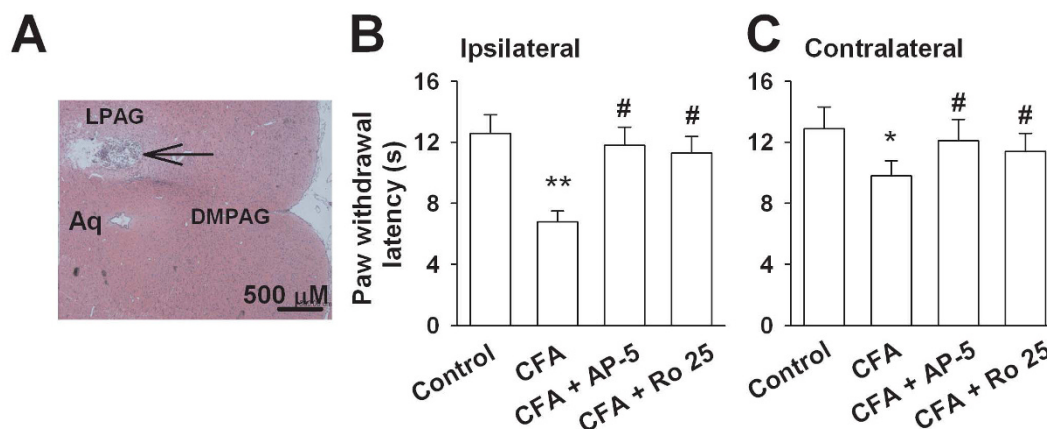 A
LPAG
Aq
DMPAG
500 µM
B
Ipsilateral
Paw withdrawal
latency (s)
16
12
8
4
0
**
#
#
Control
CFA
CFA + AP-5
CFA + Ro 25
C
Contralateral
16
12
8
4
0
*
#
#
Control
CFA
CFA + AP-5
CFA + Ro 25